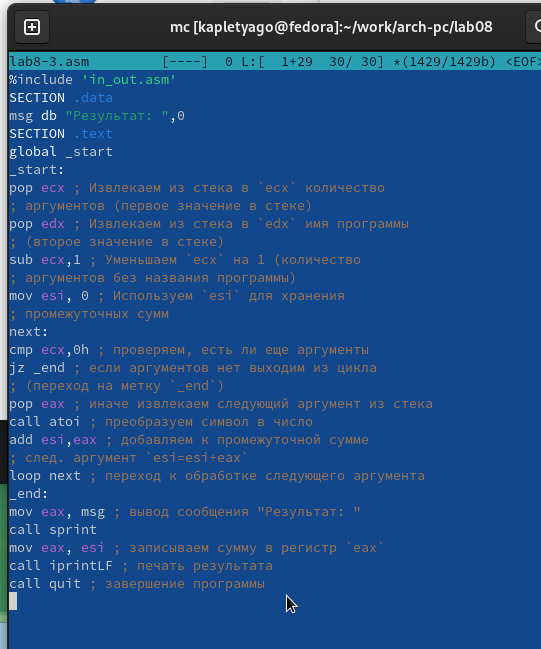 mc [kapletyago@fedora]:~/work/arch-pc/lab08
lab8-3.asm [----] 0 L:[ 1+29 30/ 30] *(1429/1429b) <EOF>
%include 'in_out.asm'
SECTION .data
msg db "Результат: ",0
SECTION .text
global _start
_start:
pop ecx ; Извлекаем из стека в `ecx` количество
; аргументов (первое значение в стеке)
pop edx ; Извлекаем из стека в `edx` имя программы
; (второе значение в стеке)
sub ecx,1 ; Уменьшаем `ecx` на 1 (количество
; аргументов без названия программы)
mov esi, 0 ; Используем `esi` для хранения
; промежуточных сумм
next:
cmp ecx,0h ; проверяем, есть ли еще аргументы
jz _end ; если аргументов нет выходим из цикла
; (переход на метку `_end`)
pop eax ; иначе извлекаем следующий аргумент из стека
call atoi ; преобразуем символ в число
add esi,eax ; добавляем к промежуточной сумме
; след. аргумент `esi=esi+eax`
loop next ; переход к обработке следующего аргумента
_end:
mov eax, msg ; вывод сообщения "Результат: "
call sprint
mov eax, esi ; записываем сумму в регистр `eax`
call iprintLF ; печать результата
call quit ; завершение программы